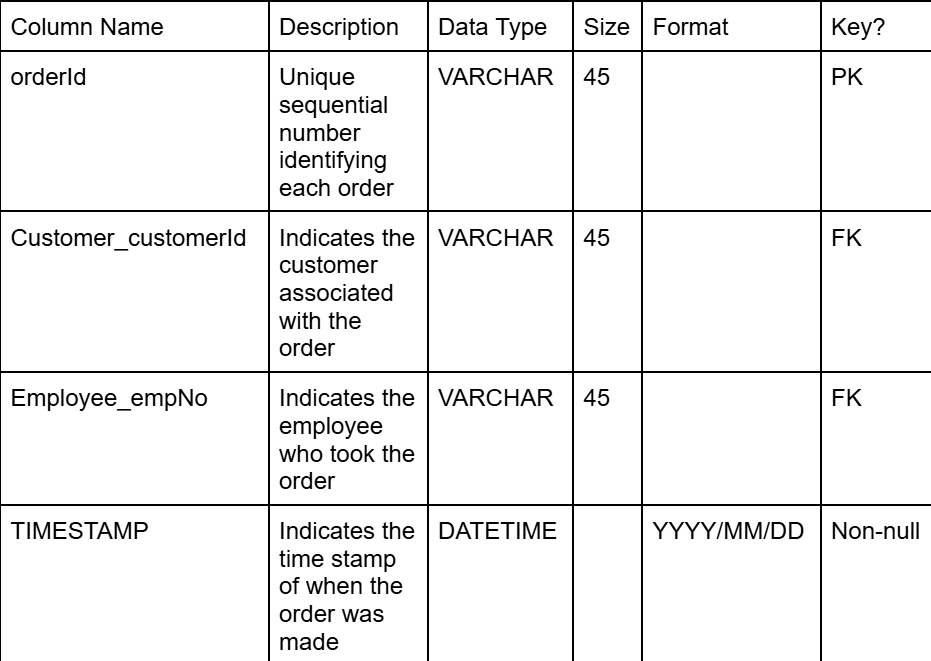 Column Name Description Data Type Size Format Key?
orderId Unique VARCHAR 45 PK
sequential
number
identifying
each order
Customer_customerId Indicates the VARCHAR 45 FK
customer
associated
with the
order
Employee_empNo Indicates the VARCHAR 45 FK
employee
who took the
order
TIMESTAMP Indicates the DATETIME YYYY/MM/DD Non-null
time stamp
of when the
order was
made